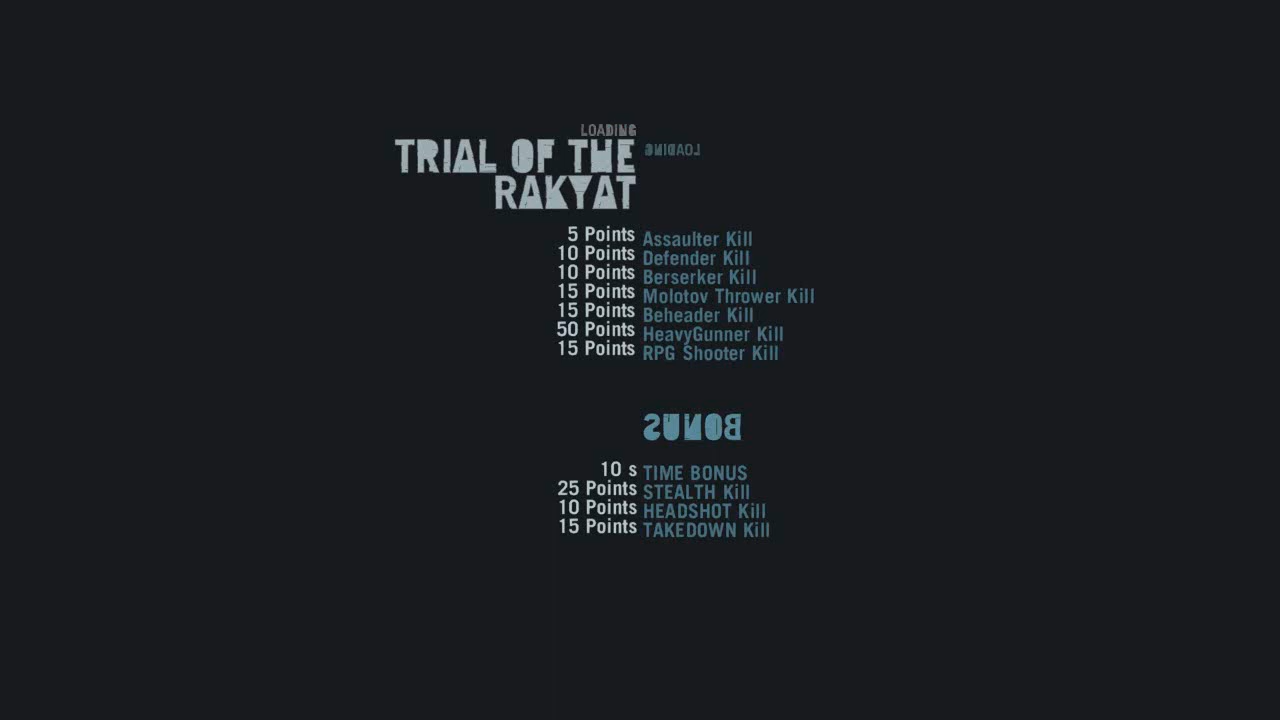 LOADING
TRIAL OF THE
RAKYAT
LOADING
5 Points Assaulter Kill
10 Points Defender Kill
10 Points Berserker Kill
15 Points Molotov Thrower Kill
15 Points Beheader Kill
50 Points HeavyGunner Kill
15 Points RPG Shooter Kill
BONUS
10 s TIME BONUS
25 Points STEALTH Kill
10 Points HEADSHOT Kill
15 Points TAKEDOWN Kill